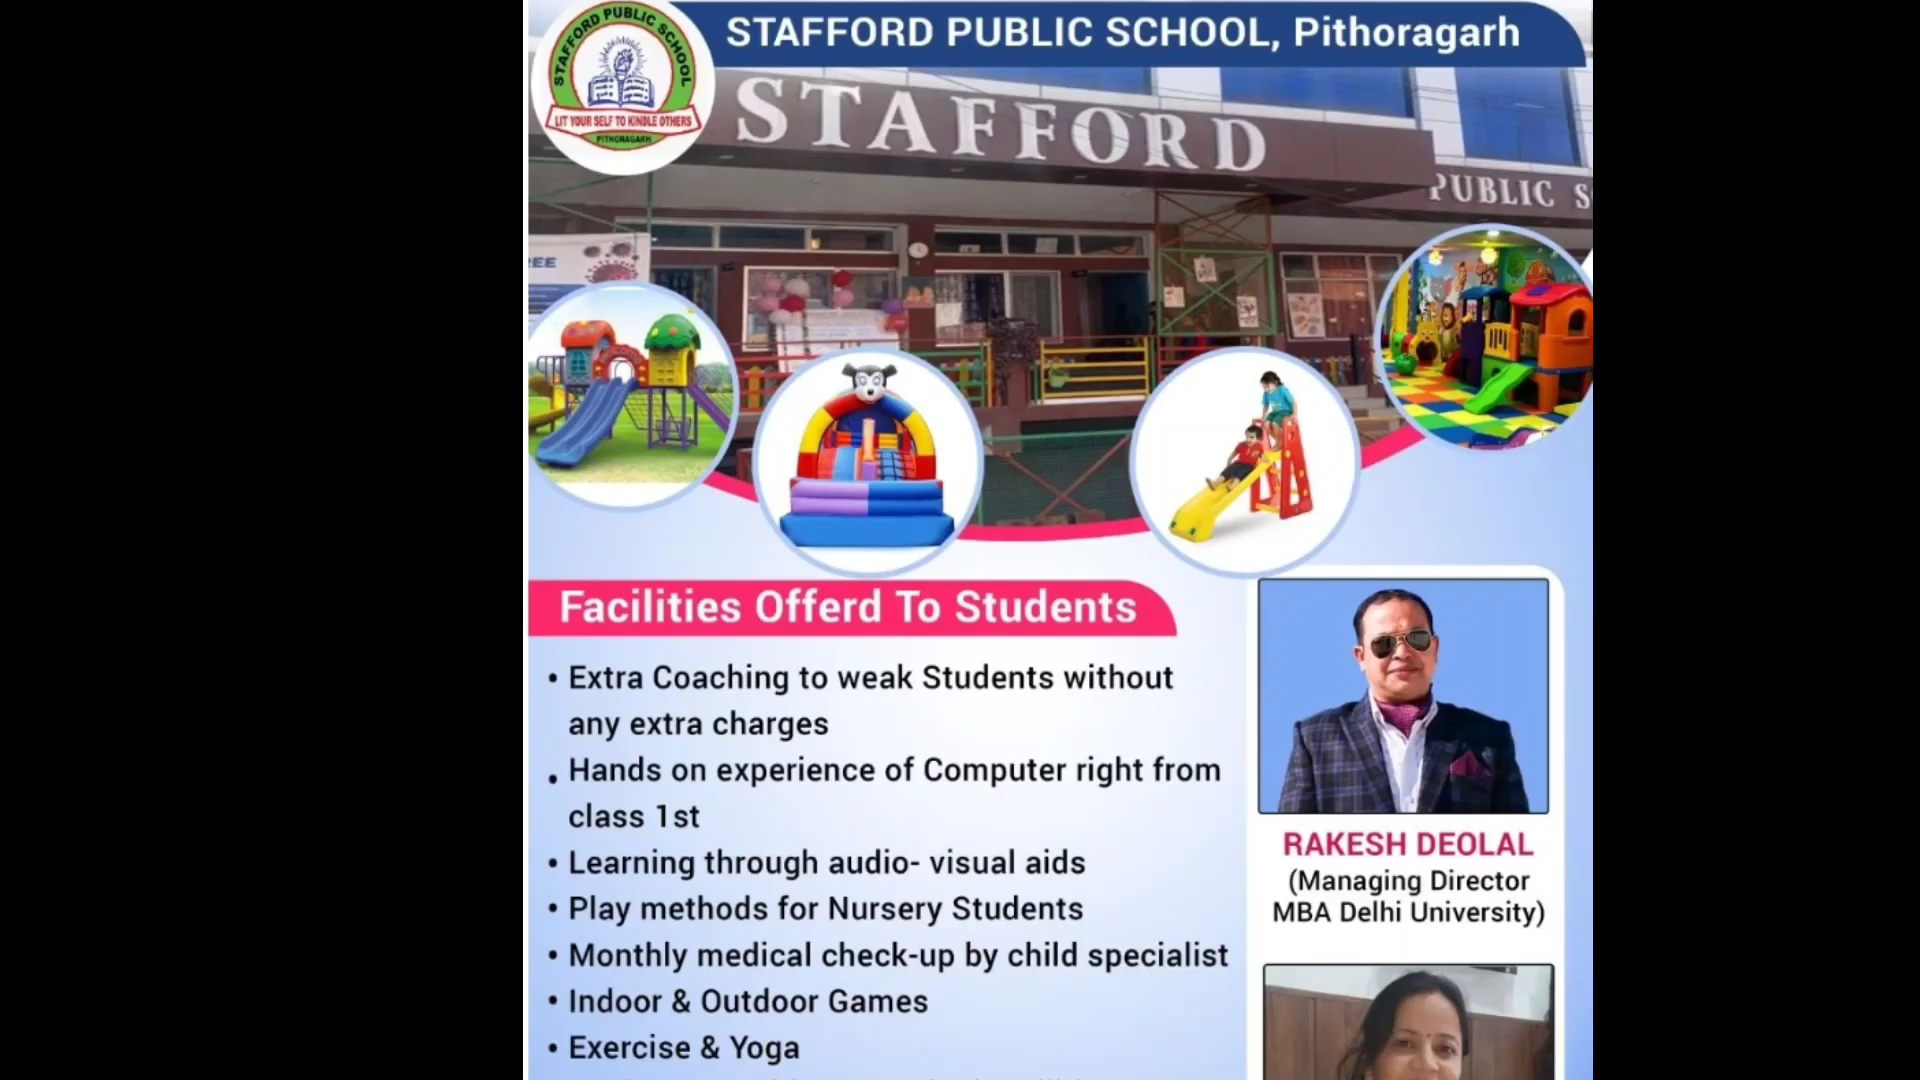 STAFFORD PUBLIC SCHOOL
LIT YOUR SELF TO KINDLE OTHERS
PITHORAGARH
STAFFORD PUBLIC SCHOOL, Pithoragarh
STAFFORD
PUBLIC S
Facilities Offerd To Students
• Extra Coaching to weak Students without
any extra charges
• Hands on experience of Computer right from
class 1st
• Learning through audio- visual aids
• Play methods for Nursery Students
• Monthly medical check-up by child specialist
• Indoor & Outdoor Games
• Exercise & Yoga
RAKESH DEOLAL
(Managing Director
MBA Delhi University)